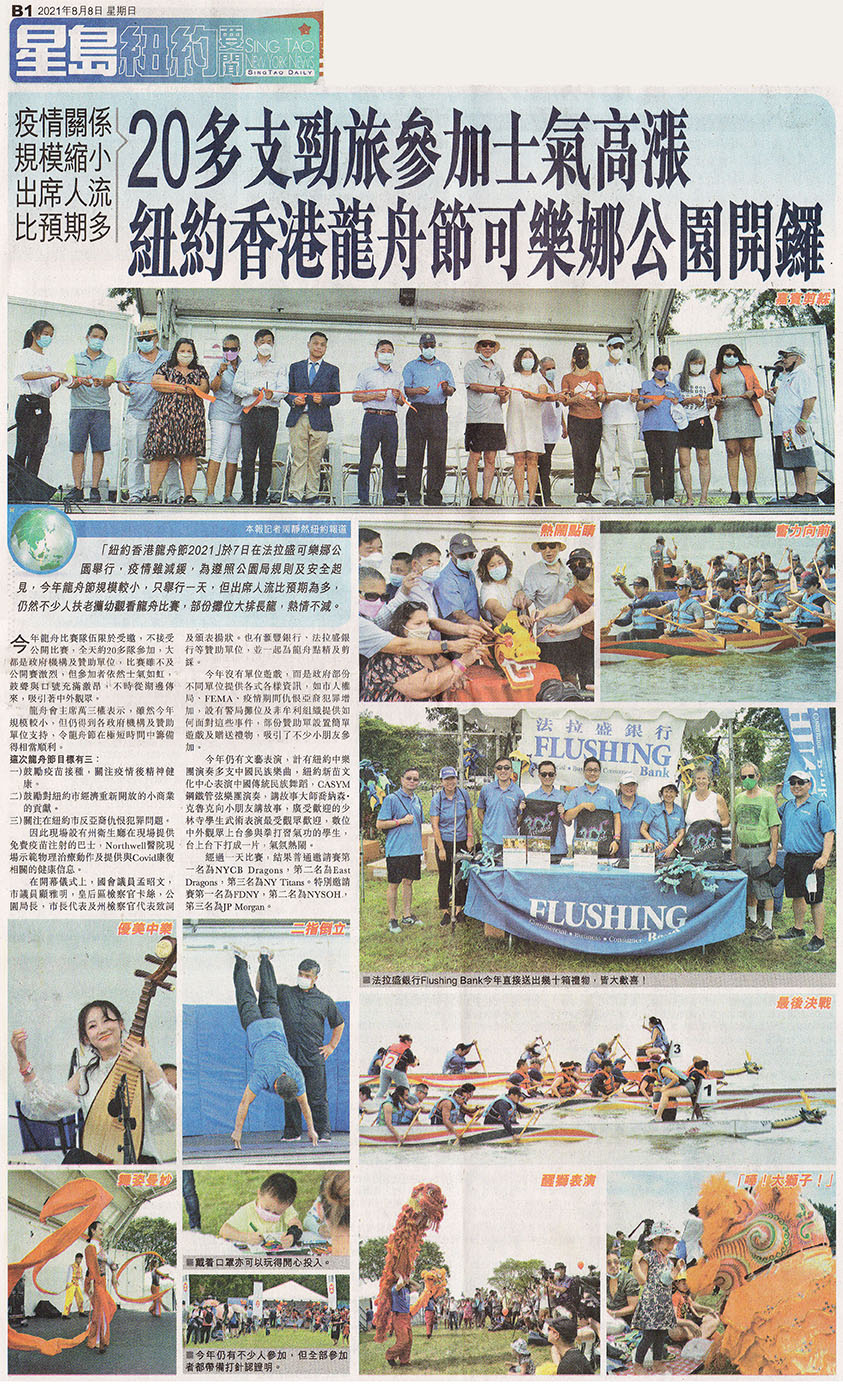 B1 2021年8月8日 星期日
星島 紐約 要聞
SING TAO
NEW YORK NEWS
SINGTAO DAILY
疫情關係
規模縮小
出席人流
比預期多
20多支勁旅參加士氣高漲
紐約香港龍舟節可樂娜公園開鑼
嘉賓剪綵
本報記者周靜然紐約報道
「紐約香港龍舟節2021」於7日在法拉盛可樂娜公
園舉行，疫情雖減緩，為遵照公園局規則及安全起
見，今年龍舟節規模較小，只舉行一天，但出席人流比預期為多，
仍然不少人扶老攜幼觀看龍舟比賽，部份攤位大排長龍，熱情不減。
今年龍舟比賽隊伍限於受邀，不接受
公開比賽，全天約20多隊參加，大
都是政府機構及贊助單位，比賽雖不及
公開賽激烈，但參加者依然士氣如虹，
鼓聲與口號充滿激昂，不時從湖邊傳
來，吸引著中外觀眾。
龍舟會主席萬三權表示，雖然今年
規模較小，但仍得到各政府機構及贊助
單位支持，令龍舟節在極短時間中籌備
得相當順利。
這次龍舟節目標有三：
一)鼓勵疫苗接種，關注疫情後精神健
康。
二)鼓勵對紐約市經濟重新開放的小商業
的貢獻。
三)關注在紐約市反亞裔仇恨犯罪問題。
因此現場設有州衛生廳在現場提供
免費疫苗注射的巴士，Northwell醫院現
場示範物理治療動作及提供與Covid康復
相關的健康信息。
在開幕儀式上，國會議員孟昭文，
市議員顧雅明，皇后區檢察官卡絲，公
園局長，市長代表及州檢察官代表致詞
及頒表揚狀。也有滙豐銀行，法拉盛銀
行等贊助單位，並一起為龍舟點精及剪
綵。
今年沒有單位遊戲，而是政府部份
不同單位提供各式各樣資訊，如市人權
局、FEMA、疫情期間仇恨亞裔犯罪增
加，設有警局攤位及非牟利組織提供如
何面對這些事件，部份贊助單設置簡單
遊戲及贈送禮物，吸引了不少小朋友參
加。
今年仍有文藝表演，計有紐約中樂
團演奏多支中國民族樂曲，紐約新苗文
化中心表演中國傳統民族舞蹈，CASYM
鋼鐵管弦樂團演奏，講故事大師喬納森·
克魯克向小朋友講故事，廣受歡迎的少
林寺學生武術表演最受觀眾歡迎，數位
中外觀眾上台參與拳打習氣功的學生，
台上台下打成一片，氣氛熱鬧。
經過一天比賽，結果普通邀請賽第
一名為NYCB Dragons，第二名為East
Dragons，第三名為NY Titans。特別邀請
賽第一名為FDNY，第二名為NYSOH，
第三名為JP Morgan。
熱鬧點睛
奮力向前
法拉盛銀行
FLUSHING
Commercial • Business • Consumer Bank
FLUSHING
Commercial • Business • Consumer Bank
■法拉盛銀行Flushing Bank今年直接送出幾十箱禮物，皆大歡喜！
優美中樂
二指倒立
最後決戰
2
3
1
舞姿曼妙
■戴着口罩亦可以玩得開心投入。
■今年仍有不少人參加，但全部參加
者都帶備打針認證明。
醒獅表演
「嘩！大獅子！」